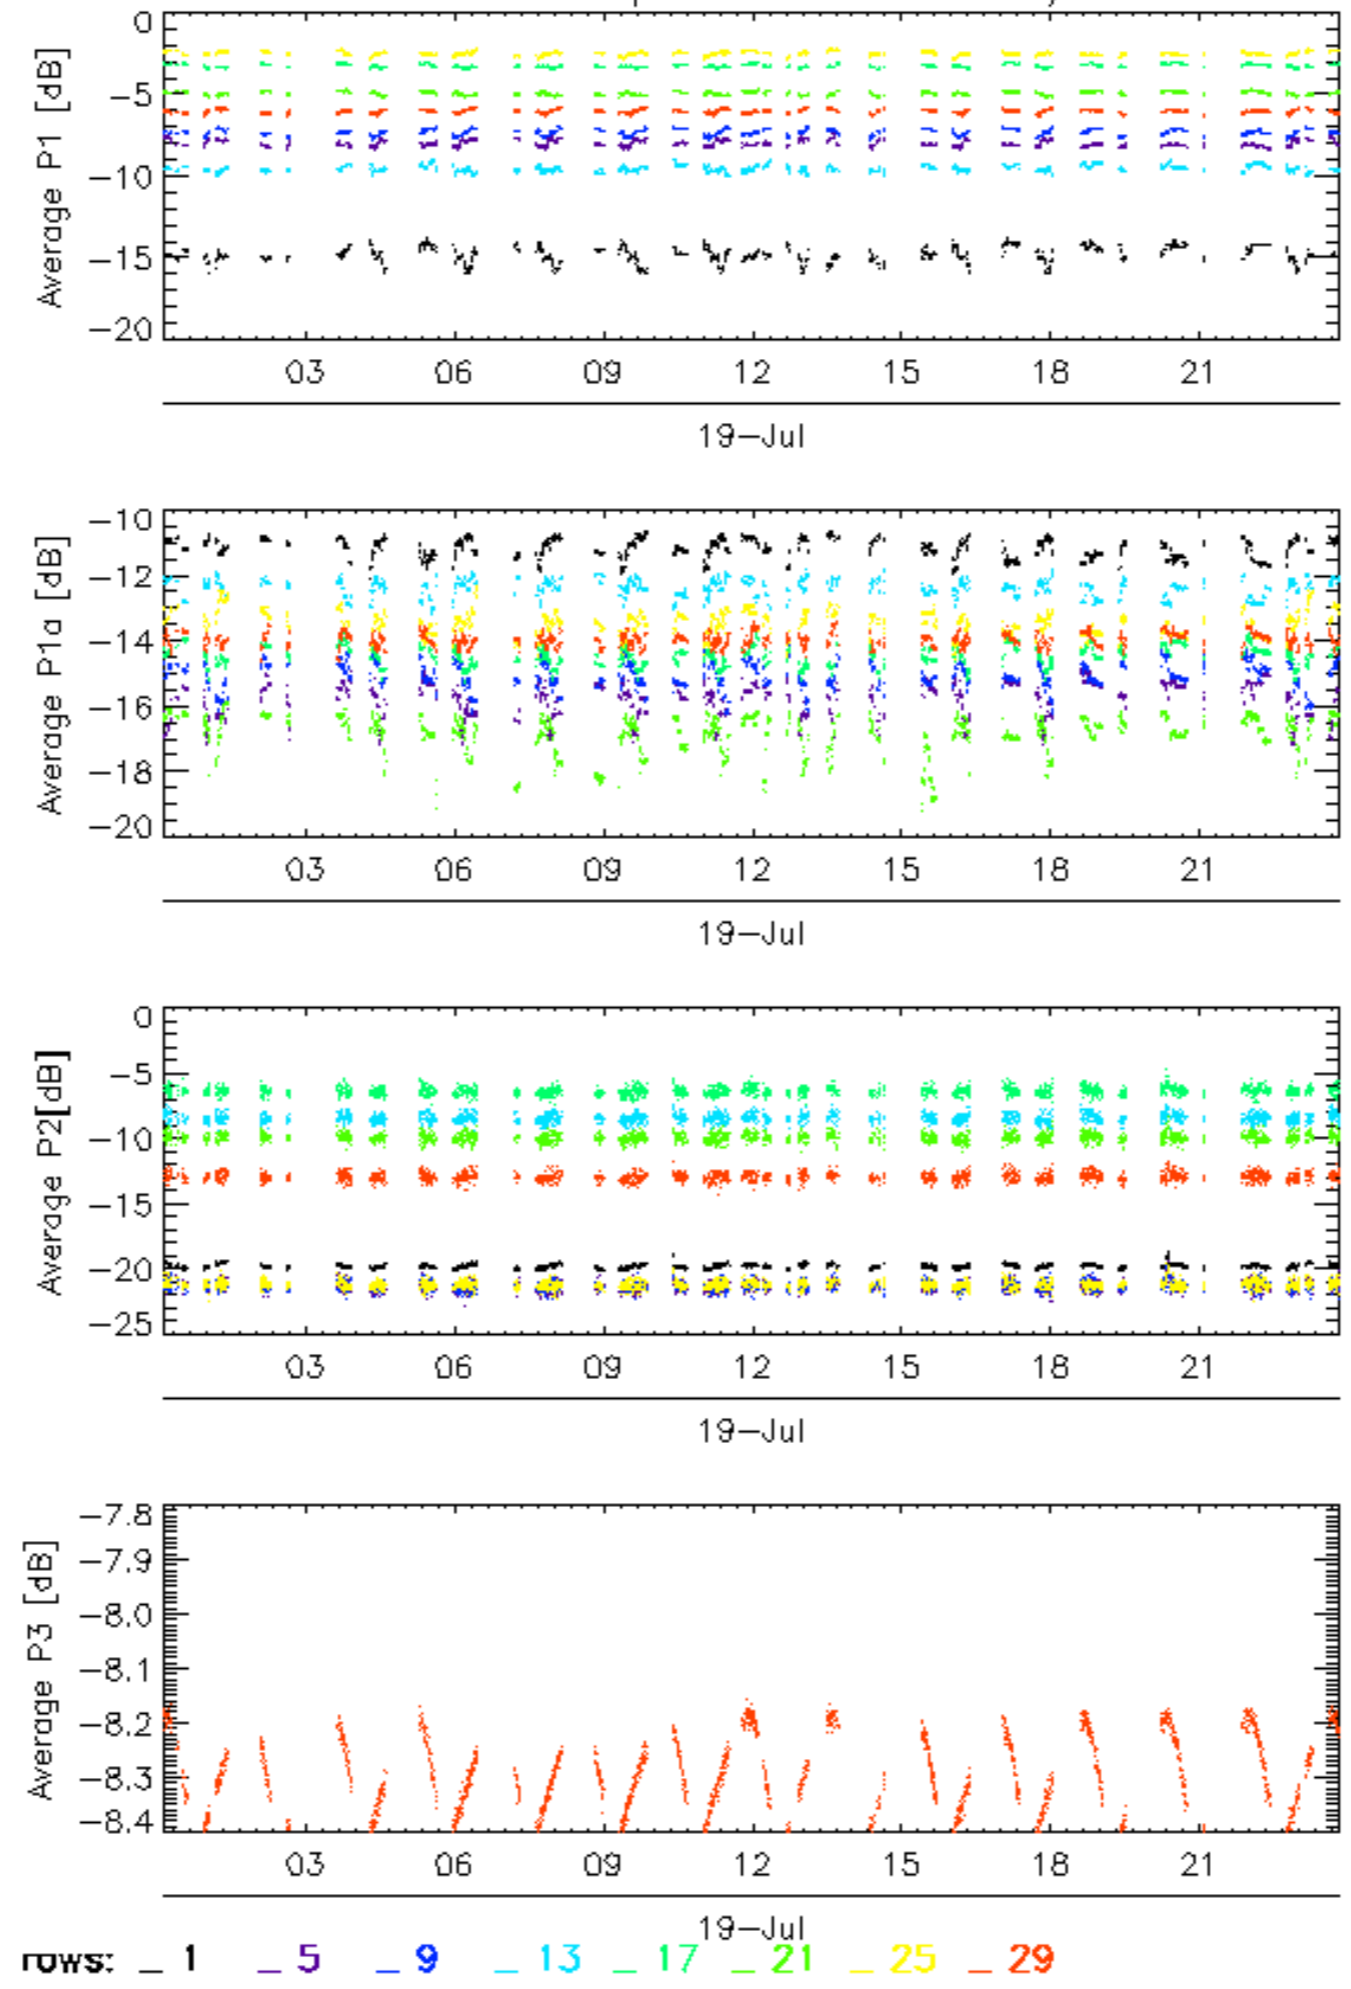 0
−5
−10
−15
−20
Average P1 [dB]
03 06 09 12 15 18 21
19−Jul
−10
−12
−14
−16
−18
−20
Average P1a [dB]
03 06 09 12 15 18 21
19−Jul
0
−5
−10
−15
−20
−25
Average P2[dB]
03 06 09 12 15 18 21
19−Jul
−7.8
−7.9
−8.0
−8.1
−8.2
−8.3
−8.4
Average P3 [dB]
03 06 09 12 15 18 21
19−Jul
rows: _ 1 _ 5 _ 9 _ 13 _ 17 _ 21 _ 25 _ 29